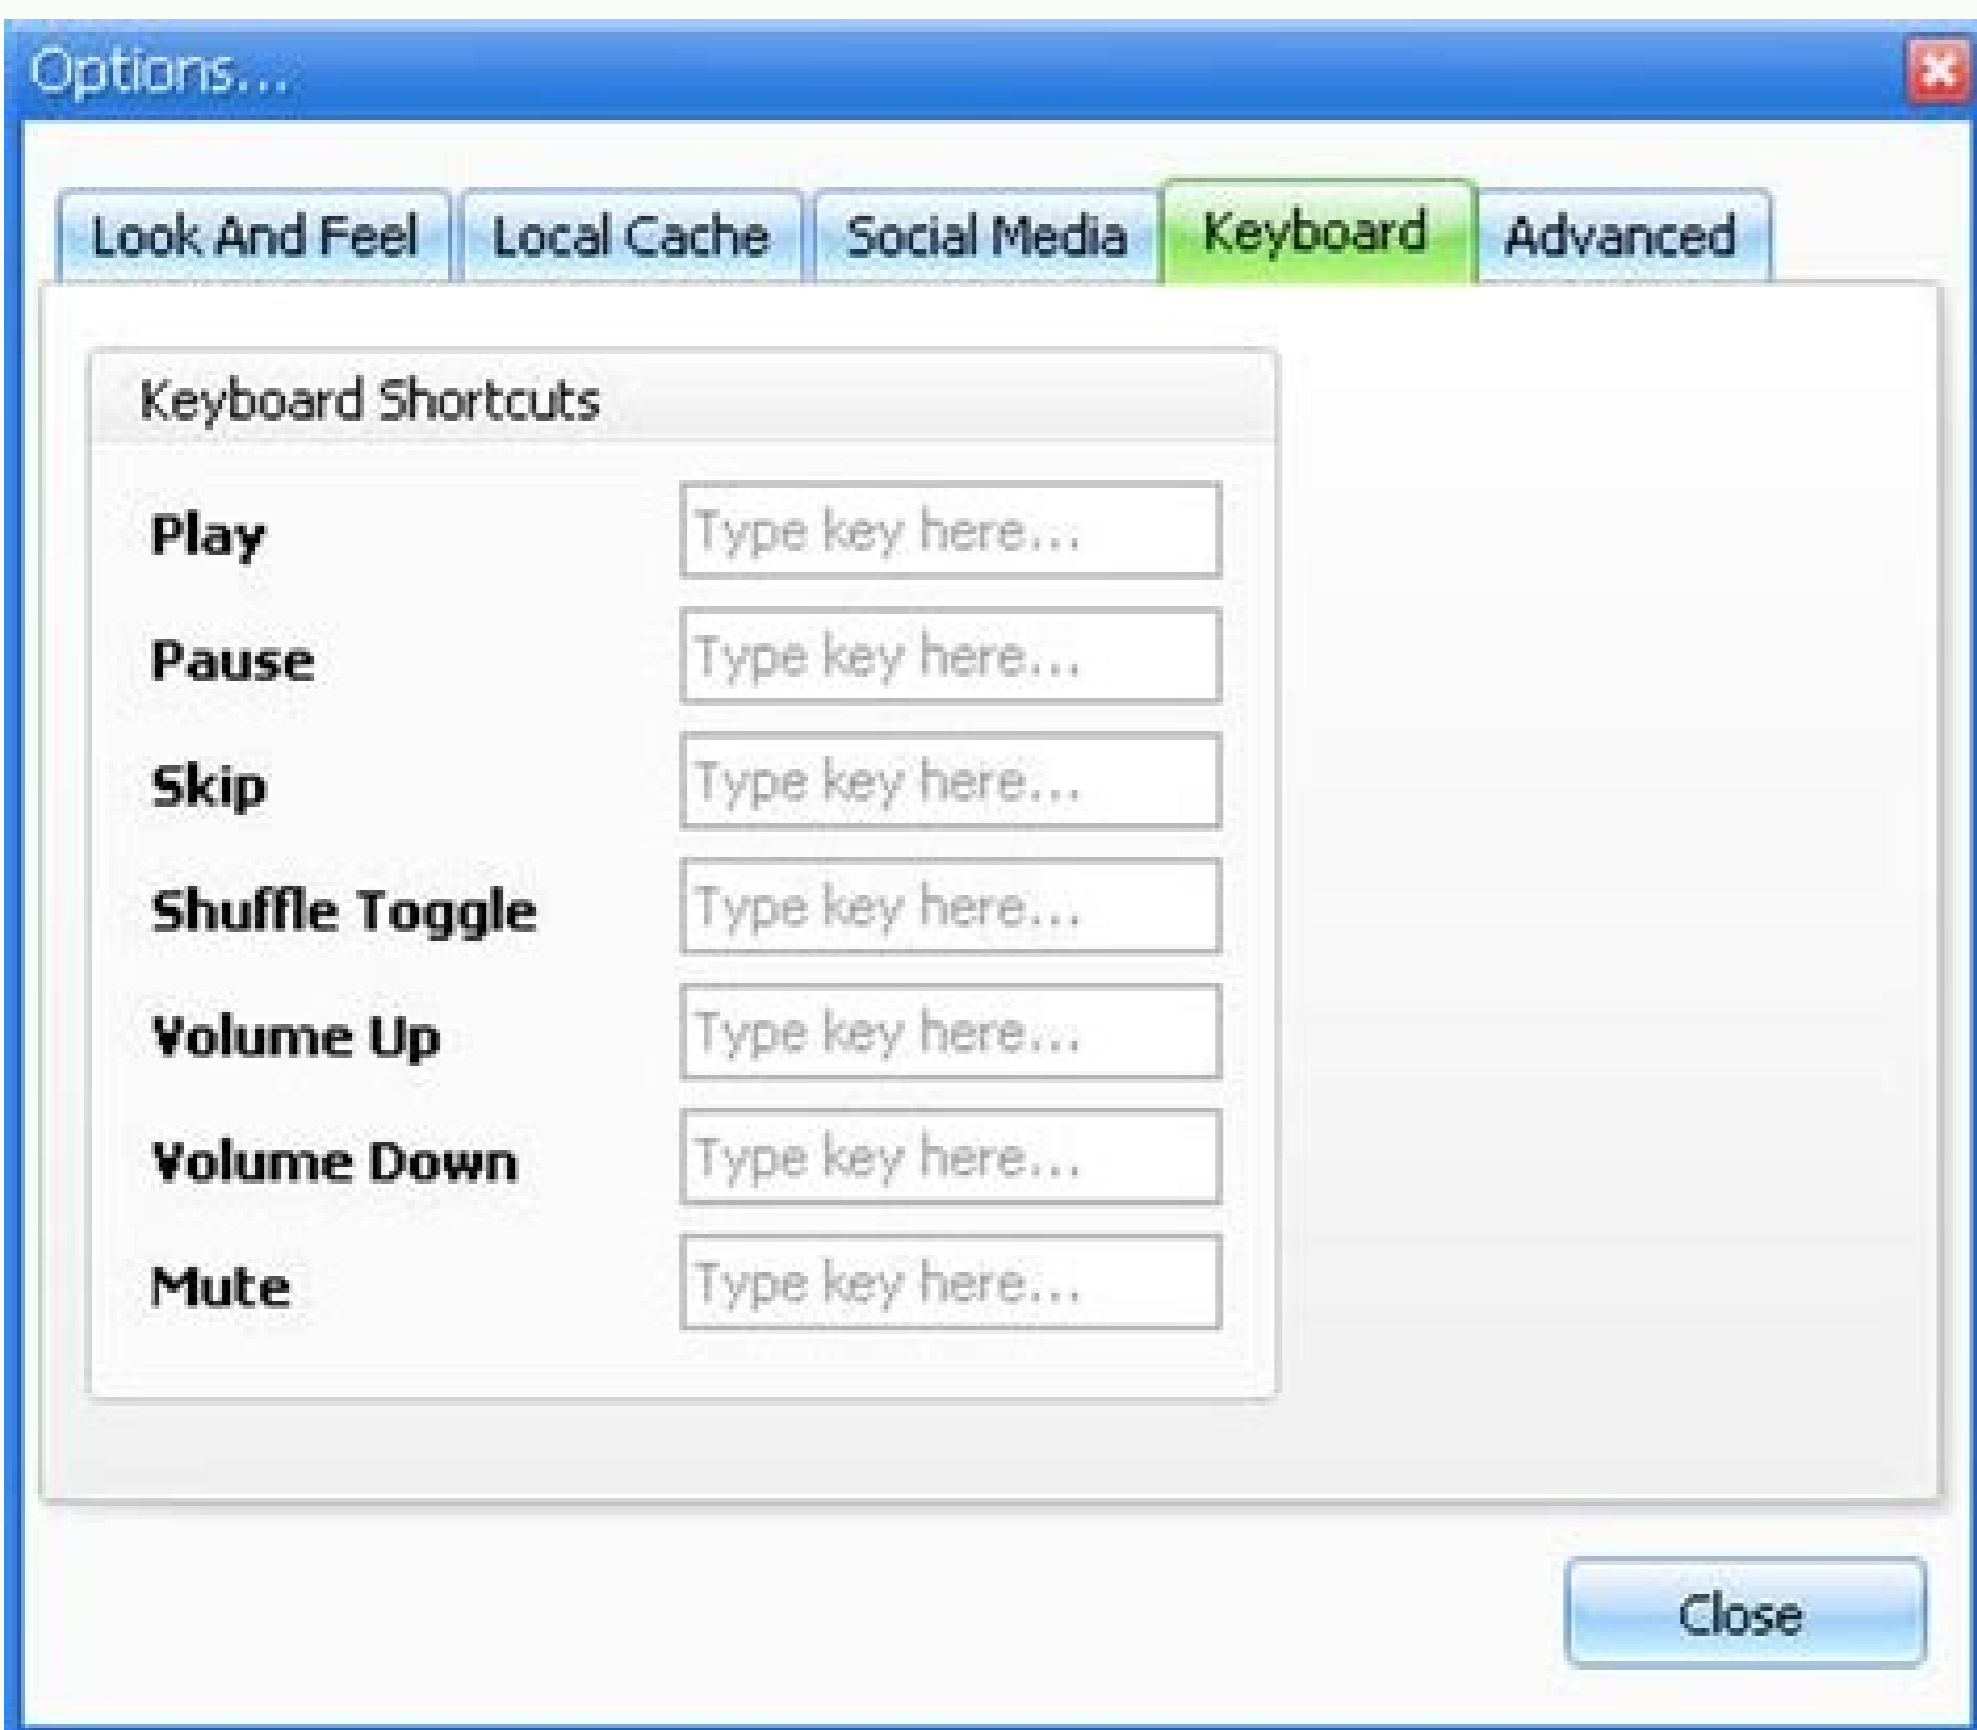 Options...
Look And Feel Local Cache Social Media Keyboard Advanced
Keyboard Shortcuts
Play Type key here...
Pause Type key here...
Skip Type key here...
Shuffle Toggle Type key here...
Volume Up Type key here...
Volume Down Type key here...
Mute Type key here...
Close